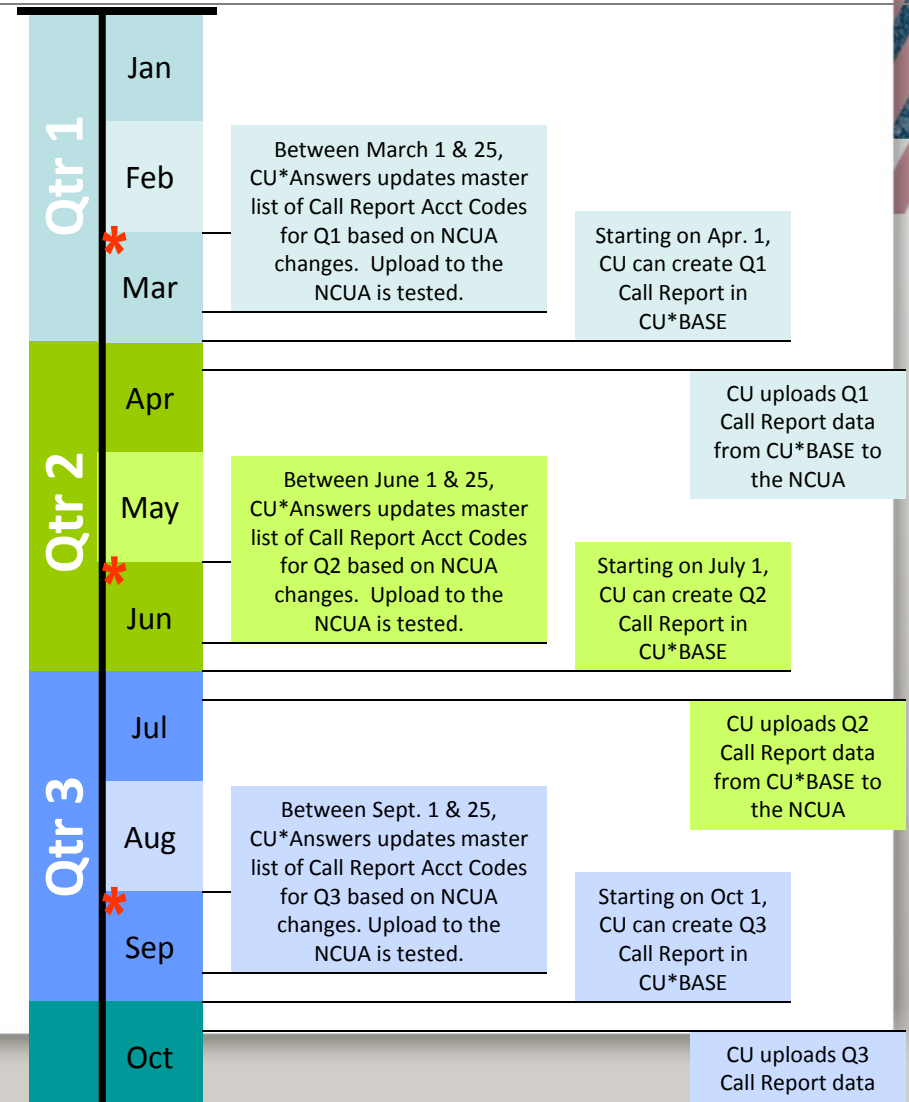 Qtr 1
Jan
Feb
*
Mar
Between March 1 & 25,
CU*Answers updates master
list of Call Report Acct Codes
for Q1 based on NCUA
changes. Upload to the
NCUA is tested.
Starting on Apr. 1,
CU can create Q1
Call Report in
CU*BASE
Qtr 2
Apr
May
*
Jun
CU uploads Q1
Call Report data
from CU*BASE to
the NCUA
Between June 1 & 25,
CU*Answers updates master
list of Call Report Acct Codes
for Q2 based on NCUA
changes. Upload to the
NCUA is tested.
Starting on July 1,
CU can create Q2
Call Report in
CU*BASE
Qtr 3
Jul
Aug
*
Sep
CU uploads Q2
Call Report data
from CU*BASE to
the NCUA
Between Sept. 1 & 25,
CU*Answers updates master
list of Call Report Acct Codes
for Q3 based on NCUA
changes. Upload to the
NCUA is tested.
Starting on Oct 1,
CU can create Q3
Call Report in
CU*BASE
Oct
CU uploads Q3
Call Report data